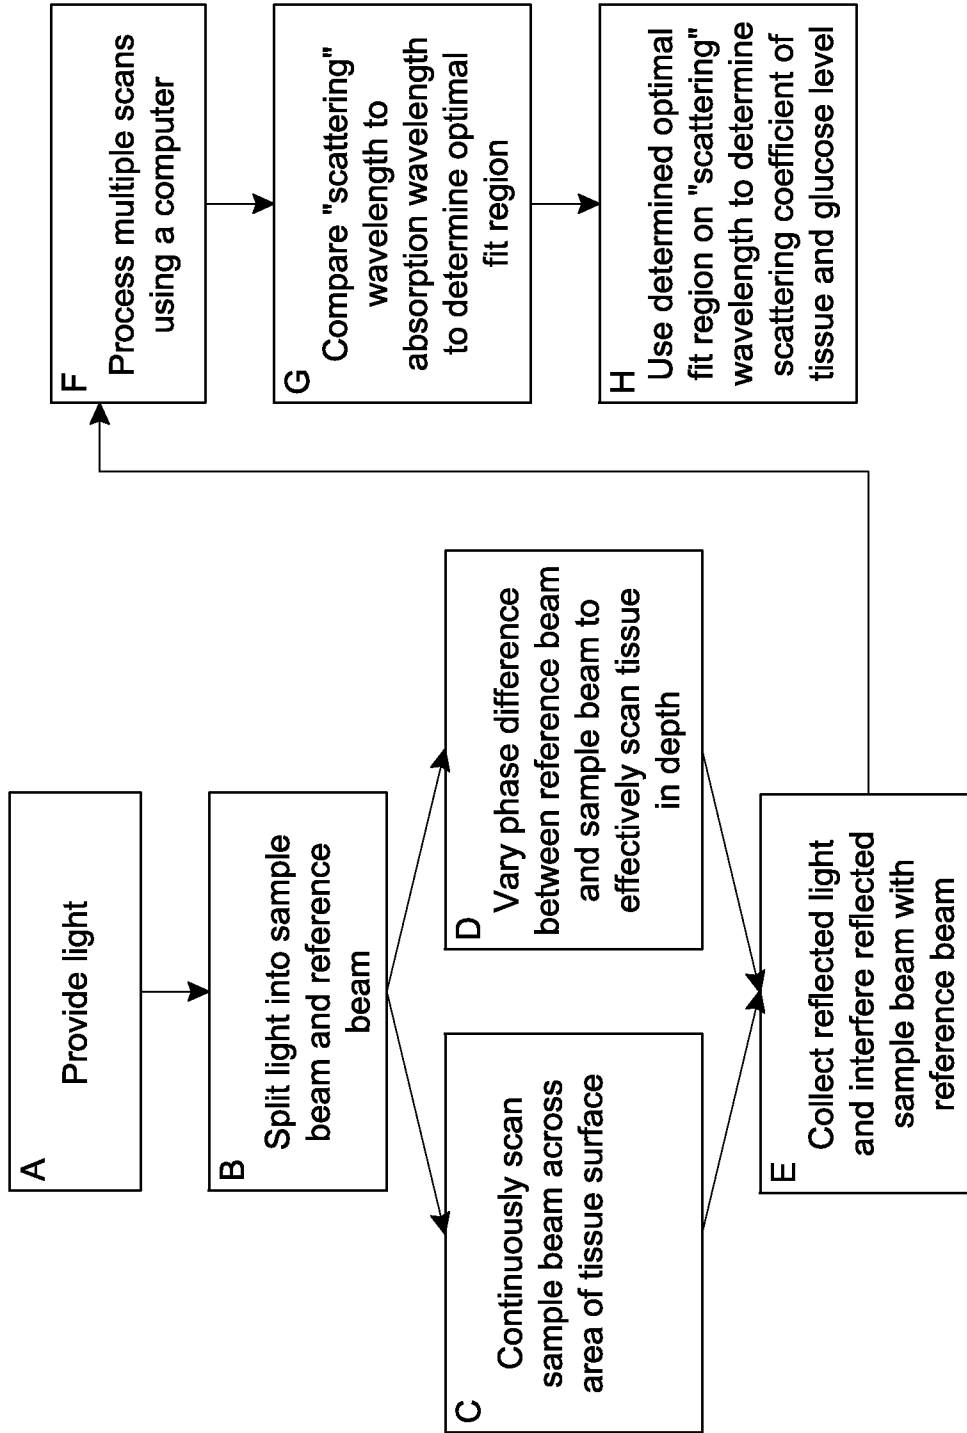 A
Provide light
B
Split light into sample
beam and reference
beam
C
Continuously scan
sample beam across
area of tissue surface
D
Vary phase difference
between reference beam
and sample beam to
effectively scan tissue
in depth
E
Collect reflected light
and interfere reflected
sample beam with
reference beam
F
Process multiple scans
using a computer
G
Compare "scattering"
wavelength to
absorption wavelength
to determine optimal
fit region
H
Use determined optimal
fit region on "scattering"
wavelength to determine
scattering coefficient of
tissue and glucose level